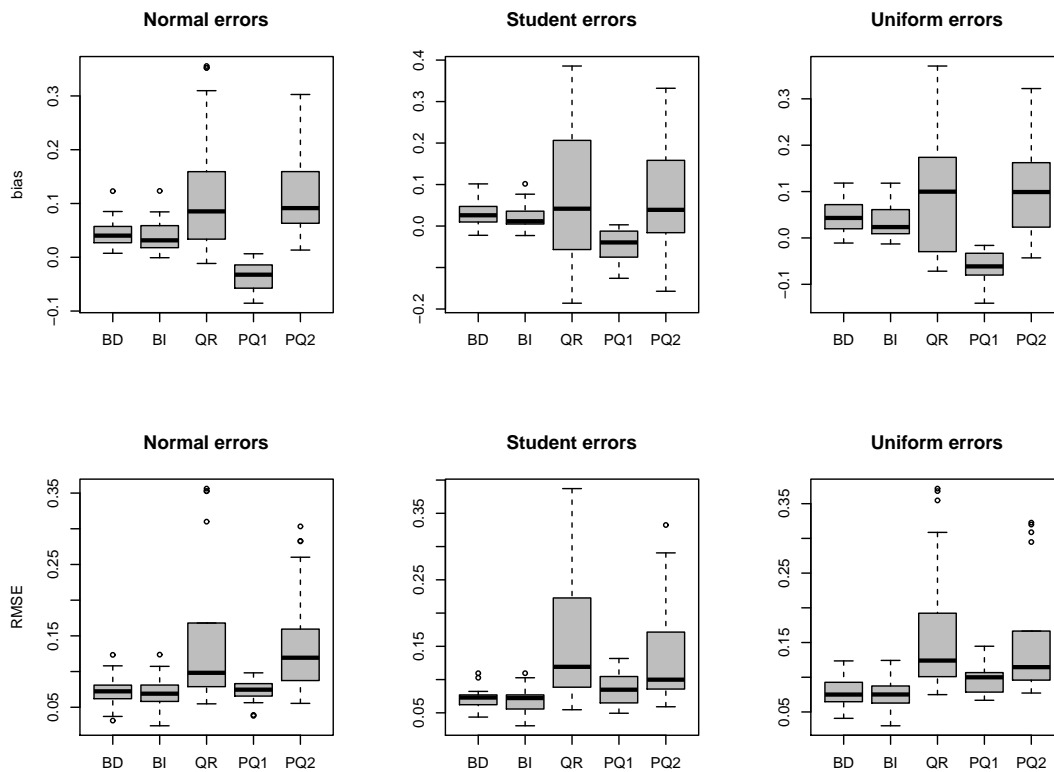 Normal errors
bias
0.3
0.2
0.1
0.0
−0.1
BD BI QR PQ1 PQ2
Student errors
0.4
0.3
0.2
0.1
0.0
−0.2
BD BI QR PQ1 PQ2
Uniform errors
0.3
0.2
0.1
0.0
−0.1
BD BI QR PQ1 PQ2
Normal errors
RMSE
0.35
0.25
0.15
0.05
BD BI QR PQ1 PQ2
Student errors
0.35
0.25
0.15
0.05
BD BI QR PQ1 PQ2
Uniform errors
0.35
0.25
0.15
0.05
BD BI QR PQ1 PQ2